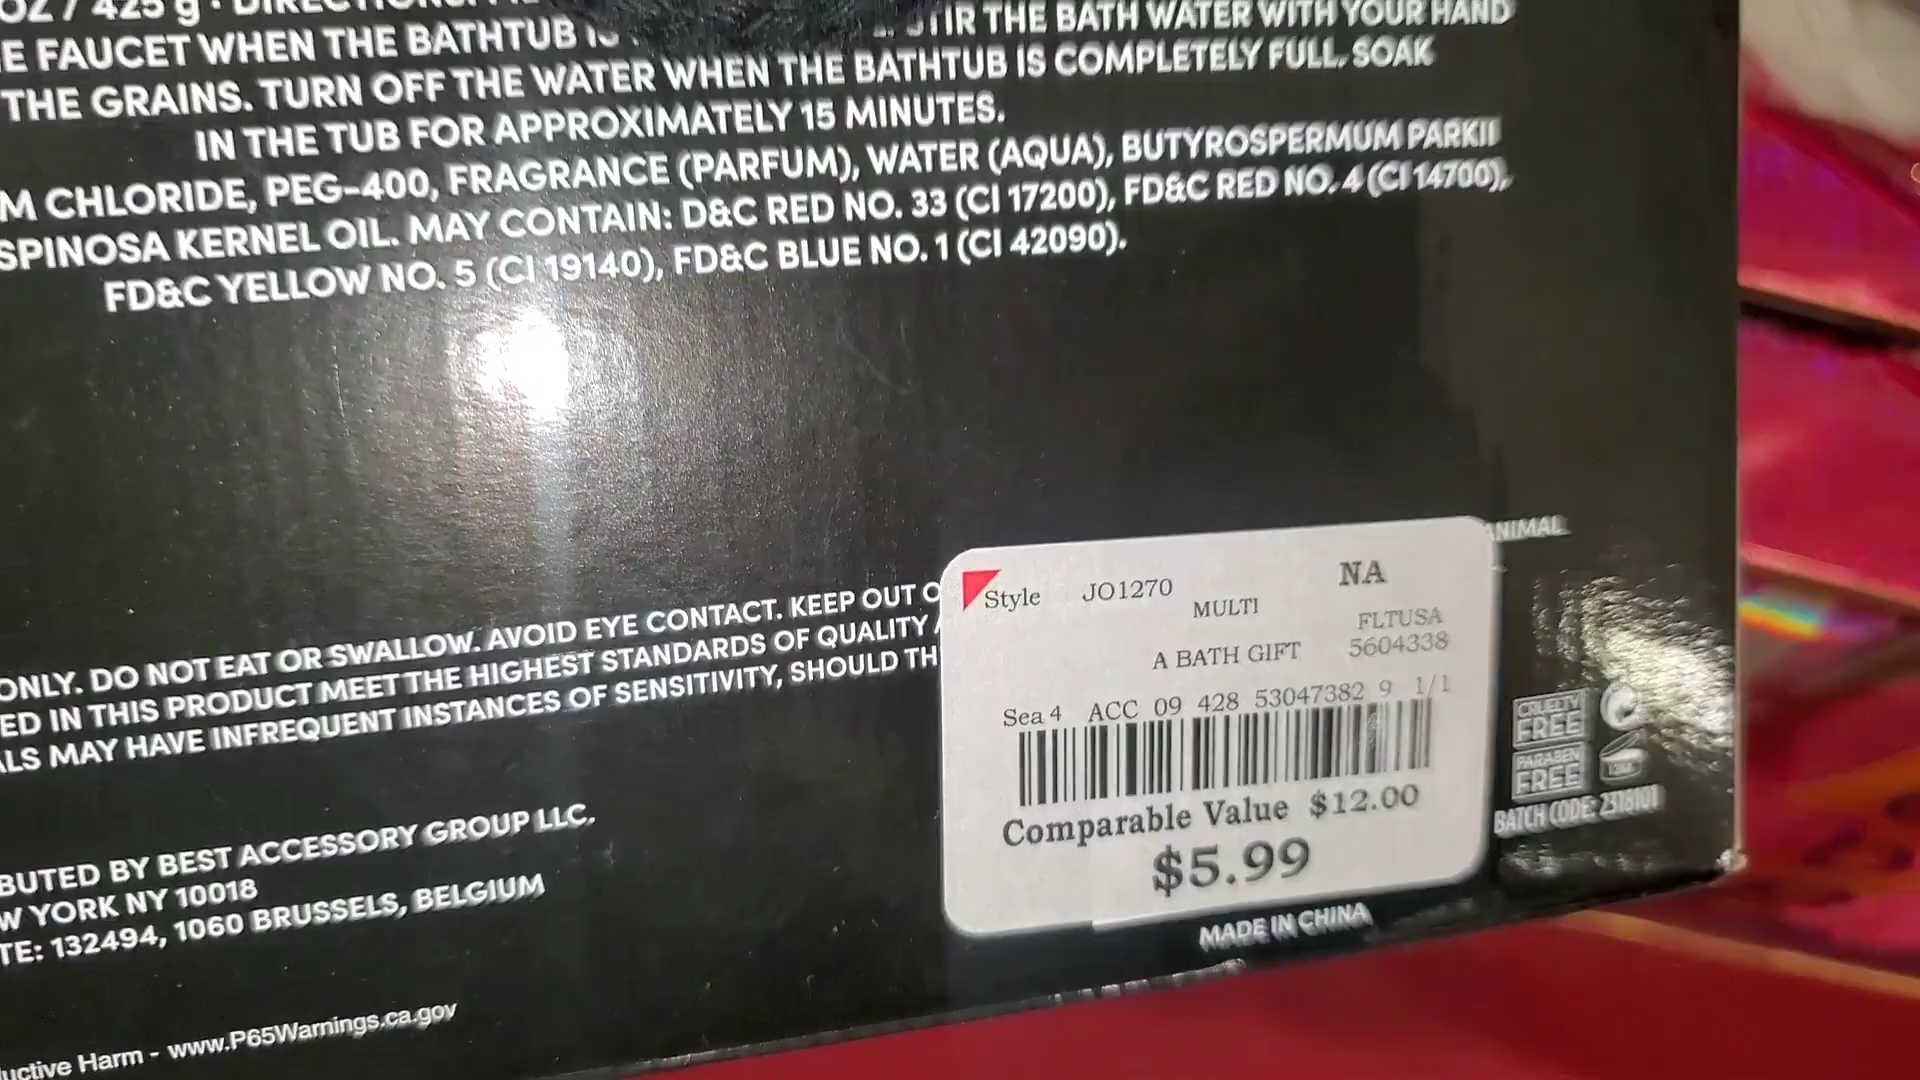 OZ / 425 g •
E FAUCET WHEN THE BATHTUB STIR THE BATH WATER WITH YOUR HAND
THE GRAINS. TURN OFF THE WATER WHEN THE BATHTUB IS COMPLETELY FULL. SOAK
IN THE TUB FOR APPROXIMATELY 15 MINUTES.
M CHLORIDE, PEG-400, FRAGRANCE (PARFUM), WATER (AQUA), BUTYROSPERMUM PARKII
SPINOSA KERNEL OIL. MAY CONTAIN: D&C RED NO. 33 (CI 17200), FD&C RED NO. 4 (CI 14700),
FD&C YELLOW NO. 5 (CI 19140), FD&C BLUE NO. 1 (CI 42090).
ANIMAL
ONLY. DO NOT EAT OR SWALLOW. AVOID EYE CONTACT. KEEP OUT O
ED IN THIS PRODUCT MEET THE HIGHEST STANDARDS OF QUALITY
ALS MAY HAVE INFREQUENT INSTANCES OF SENSITIVITY, SHOULD TH
BUTED BY BEST ACCESSORY GROUP LLC.
W YORK NY 10018
TE: 132494, 1060 BRUSSELS, BELGIUM
uctive Harm - www.P65Warnings.ca.gov
Style JO1270 NA
MULTI FLTUSA
A BATH GIFT 5604338
Sea 4 ACC 09 428 53047382 9 1/1
Comparable Value $12.00
$5.99
MADE IN CHINA
CRUELTY
FREE
PARABEN
FREE
BATCH CODE: 2318101